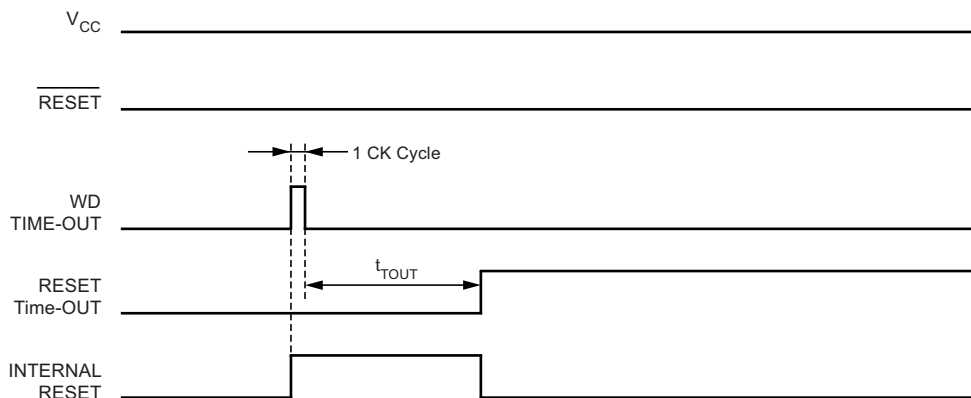 VCC
RESET
1 CK Cycle
WD
TIME-OUT
tTOUT
RESET
Time-OUT
INTERNAL
RESET